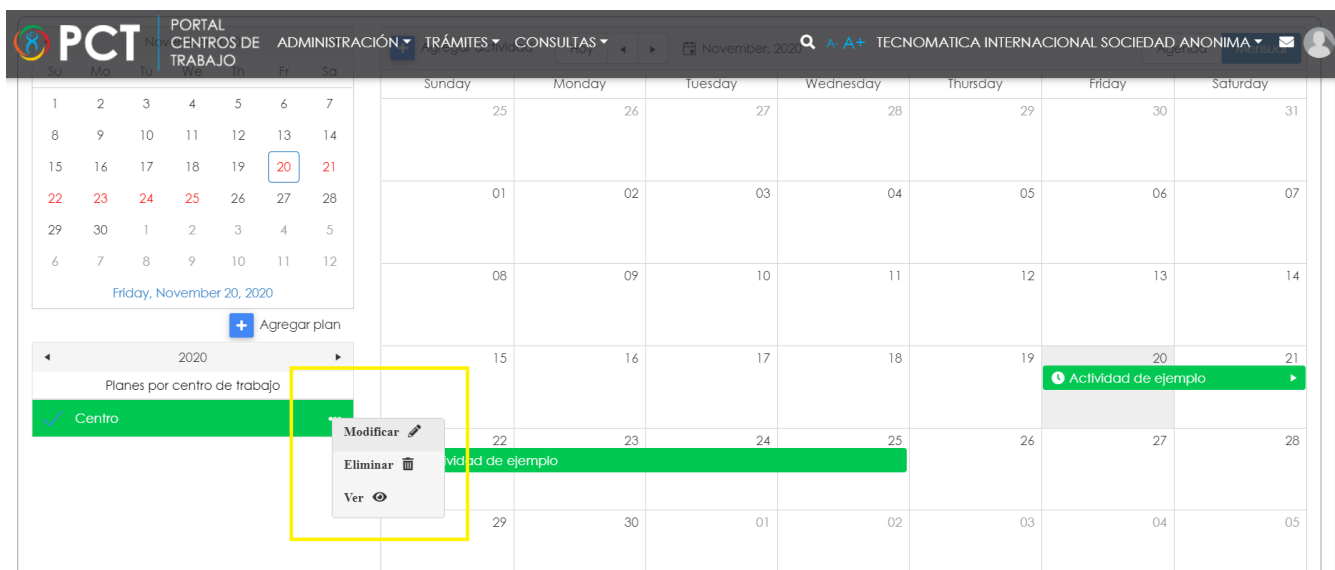 PCT
PORTAL
CENTROS DE
TRABAJO
ADMINISTRACIÓN TRÁMITES CONSULTAS A- A+ TECNOMATICA INTERNACIONAL SOCIEDAD ANONIMA
Agregar actividad Hoy November, 2020 Agenda Mensual
Su Mo Tu We Th Fr Sa
1 2 3 4 5 6 7
8 9 10 11 12 13 14
15 16 17 18 19 20 21
22 23 24 25 26 27 28
29 30 1 2 3 4 5
6 7 8 9 10 11 12
Friday, November 20, 2020
Agregar plan
2020
Planes por centro de trabajo
Centro
Modificar
Eliminar
Ver
Sunday Monday Tuesday Wednesday Thursday Friday Saturday
25 26 27 28 29 30 31
01 02 03 04 05 06 07
08 09 10 11 12 13 14
15 16 17 18 19 20 21
Actividad de ejemplo
22 23 24 25 26 27 28
vidad de ejemplo
29 30 01 02 03 04 05